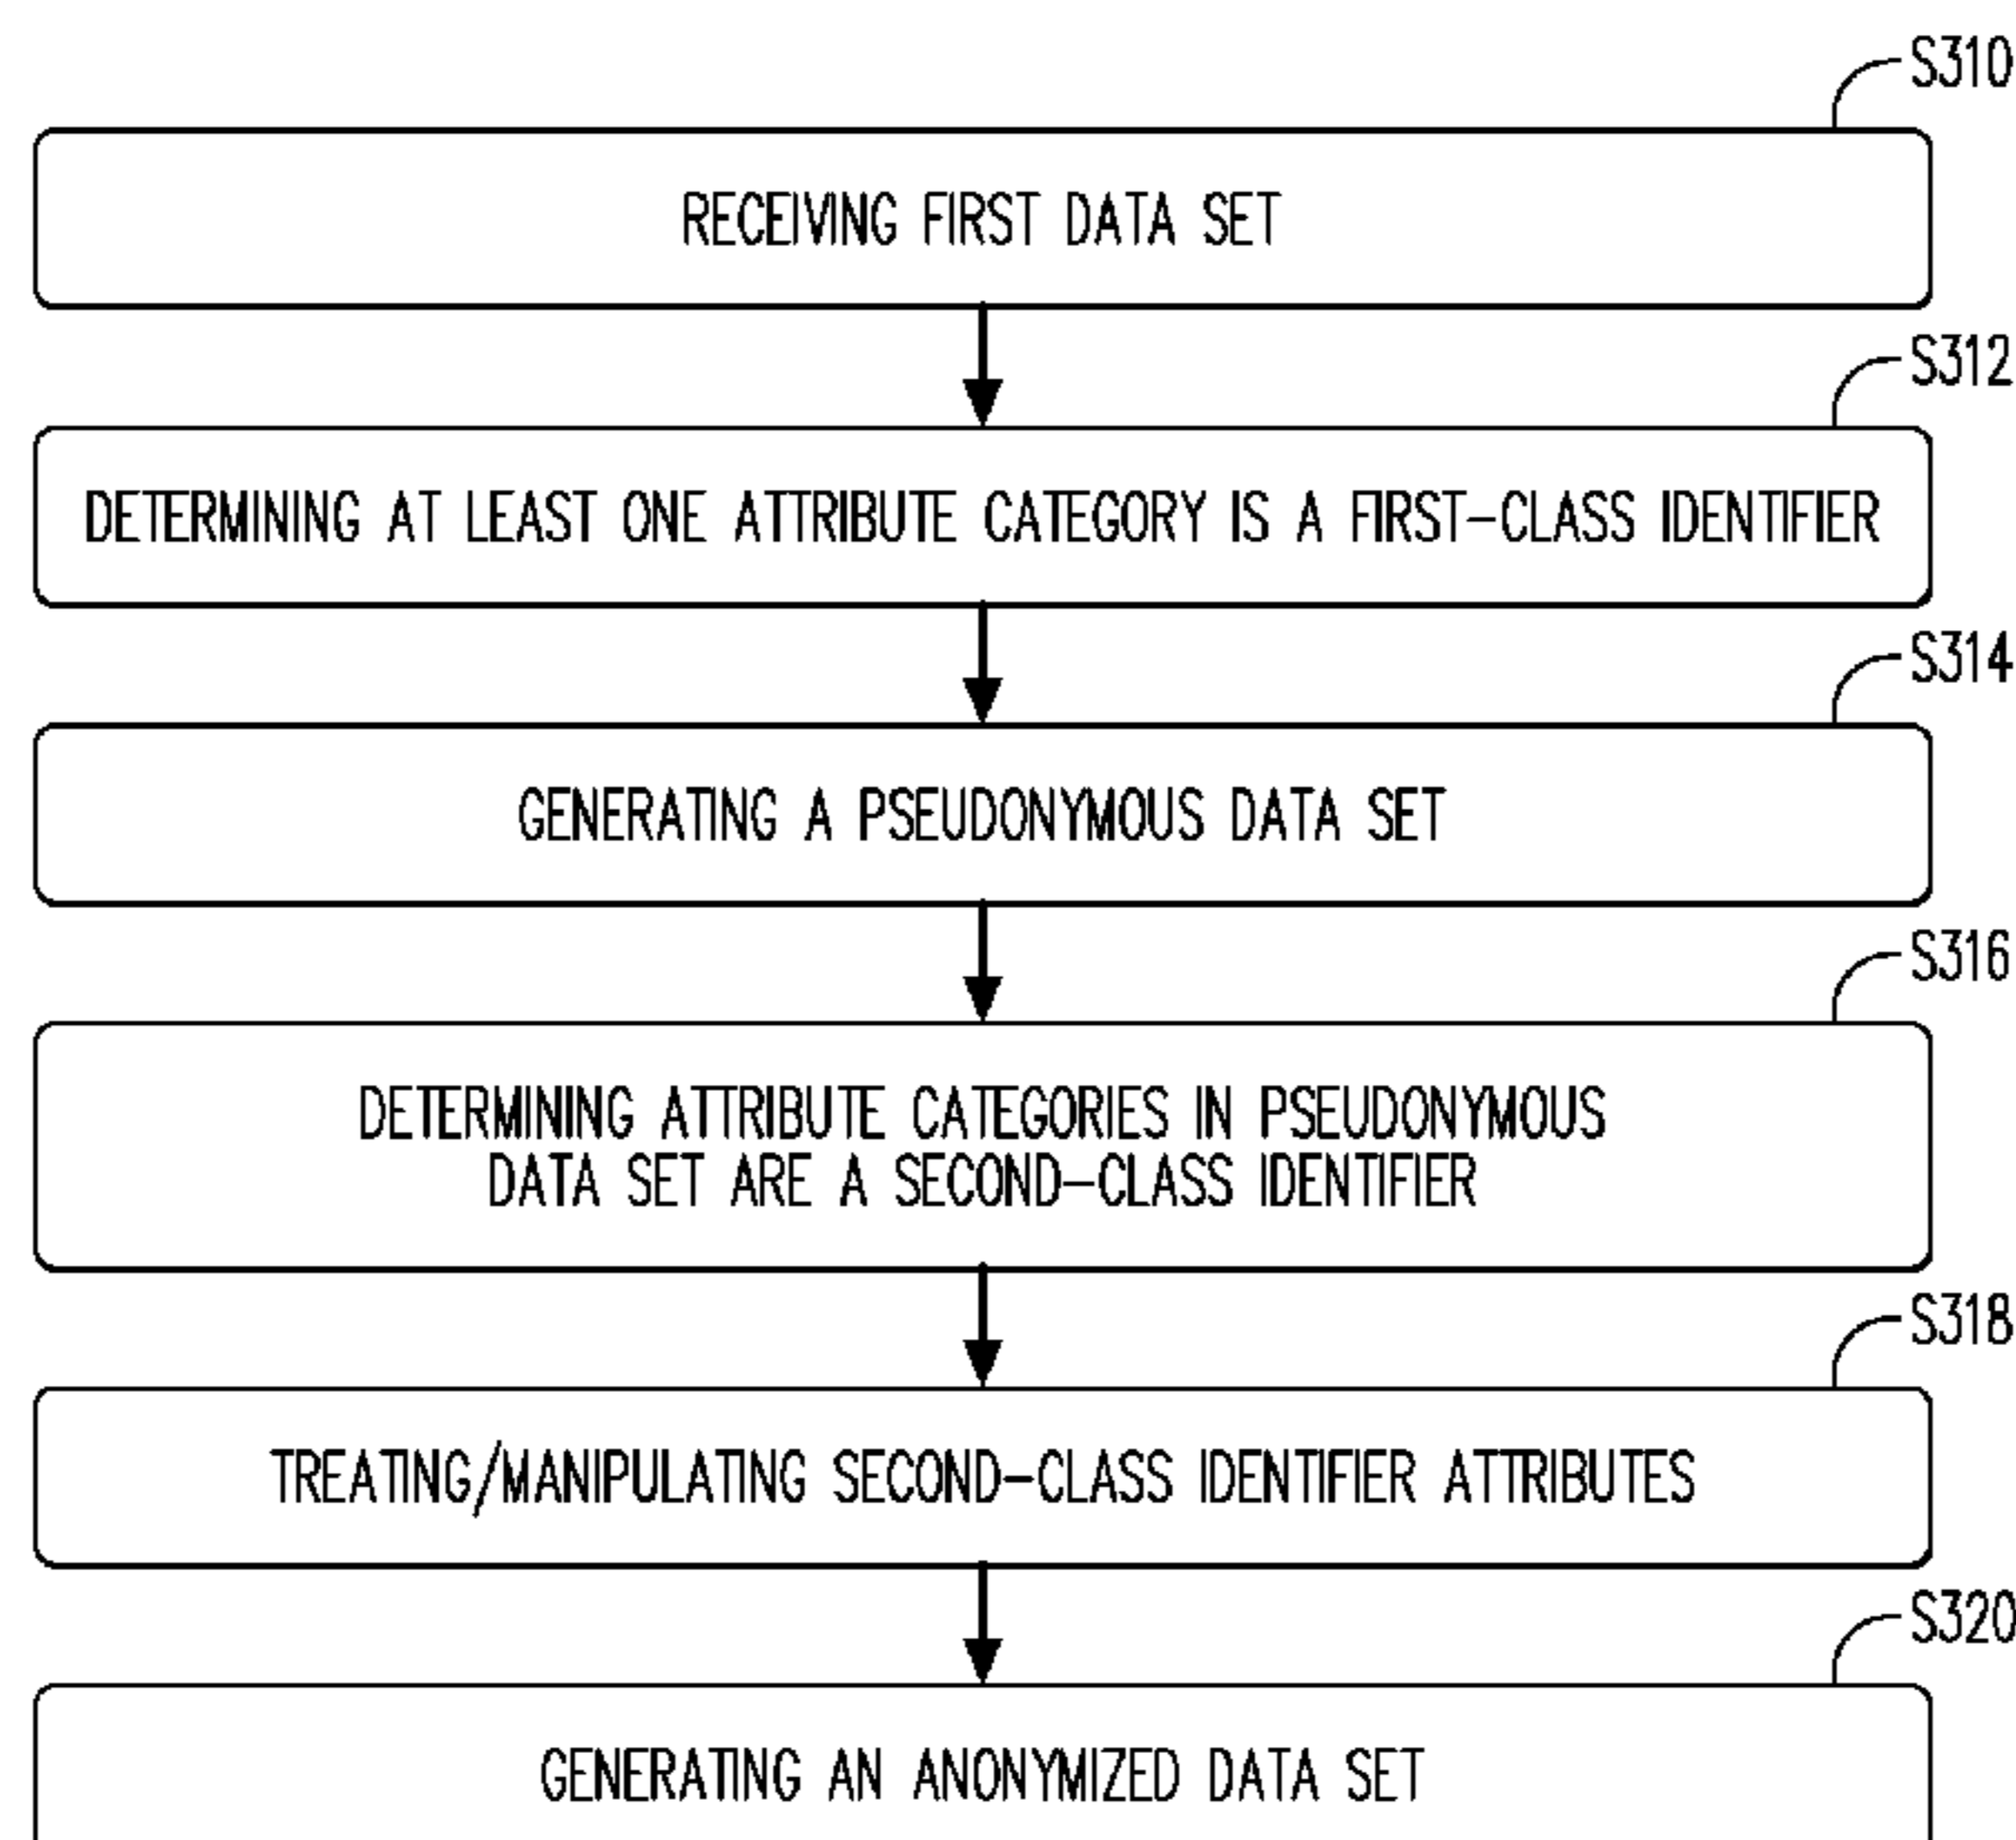 S310
RECEIVING FIRST DATA SET
S312
DETERMINING AT LEAST ONE ATTRIBUTE CATEGORY IS A FIRST-CLASS IDENTIFIER
S314
GENERATING A PSEUDONYMOUS DATA SET
S316
DETERMINING ATTRIBUTE CATEGORIES IN PSEUDONYMOUS
DATA SET ARE A SECOND-CLASS IDENTIFIER
S318
TREATING/MANIPULATING SECOND-CLASS IDENTIFIER ATTRIBUTES
S320
GENERATING AN ANONYMIZED DATA SET